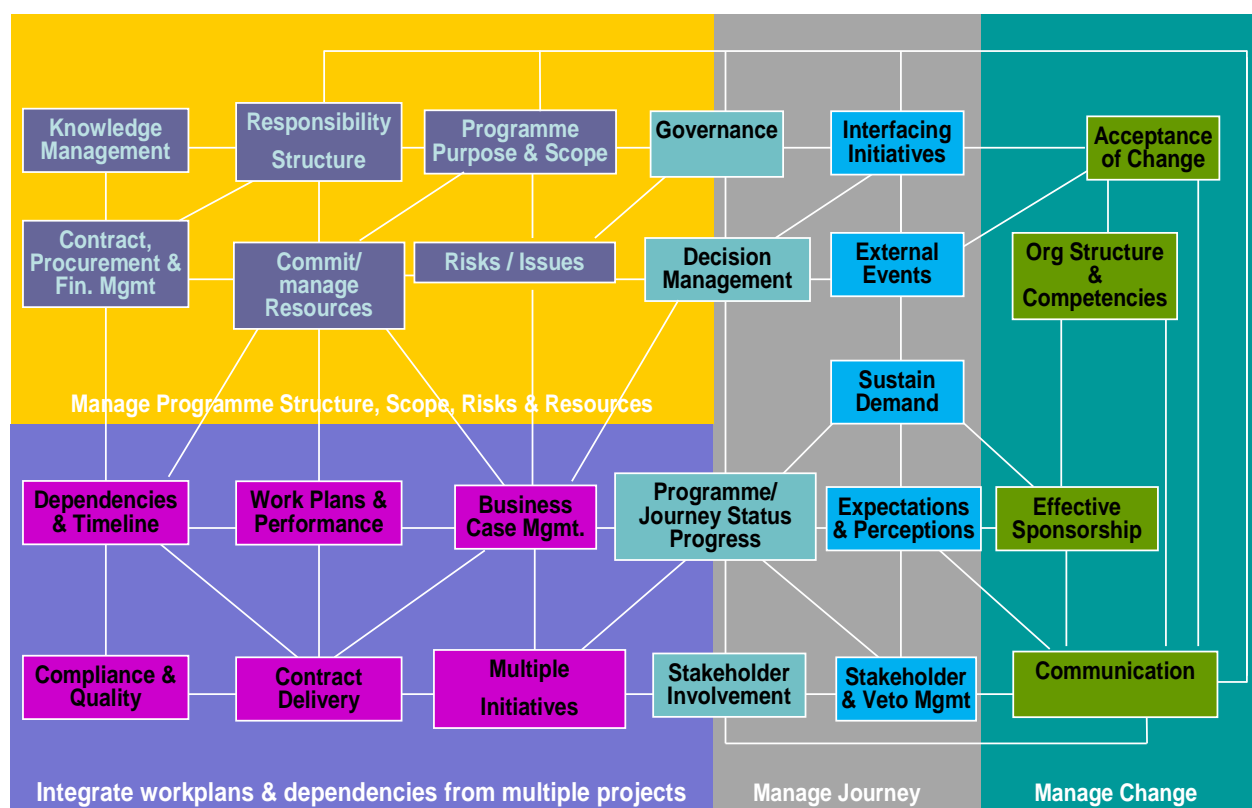 Knowledge
Management
Responsibility
Structure
Programme
Purpose & Scope
Governance
Interfacing
Initiatives
Acceptance
of Change
Contract,
Procurement &
Fin. Mgmt
Commit/
manage
Resources
Risks / Issues
Decision
Management
External
Events
Org Structure
&
Competencies
Sustain
Demand
Manage Programme Structure, Scope, Risks & Resources
Dependencies
& Timeline
Work Plans &
Performance
Business
Case Mgmt.
Programme/
Journey Status
Progress
Expectations
& Perceptions
Effective
Sponsorship
Compliance &
Quality
Contract
Delivery
Multiple
Initiatives
Stakeholder
Involvement
Stakeholder
& Veto Mgmt
Communication
Integrate workplans & dependencies from multiple projects
Manage Journey
Manage Change